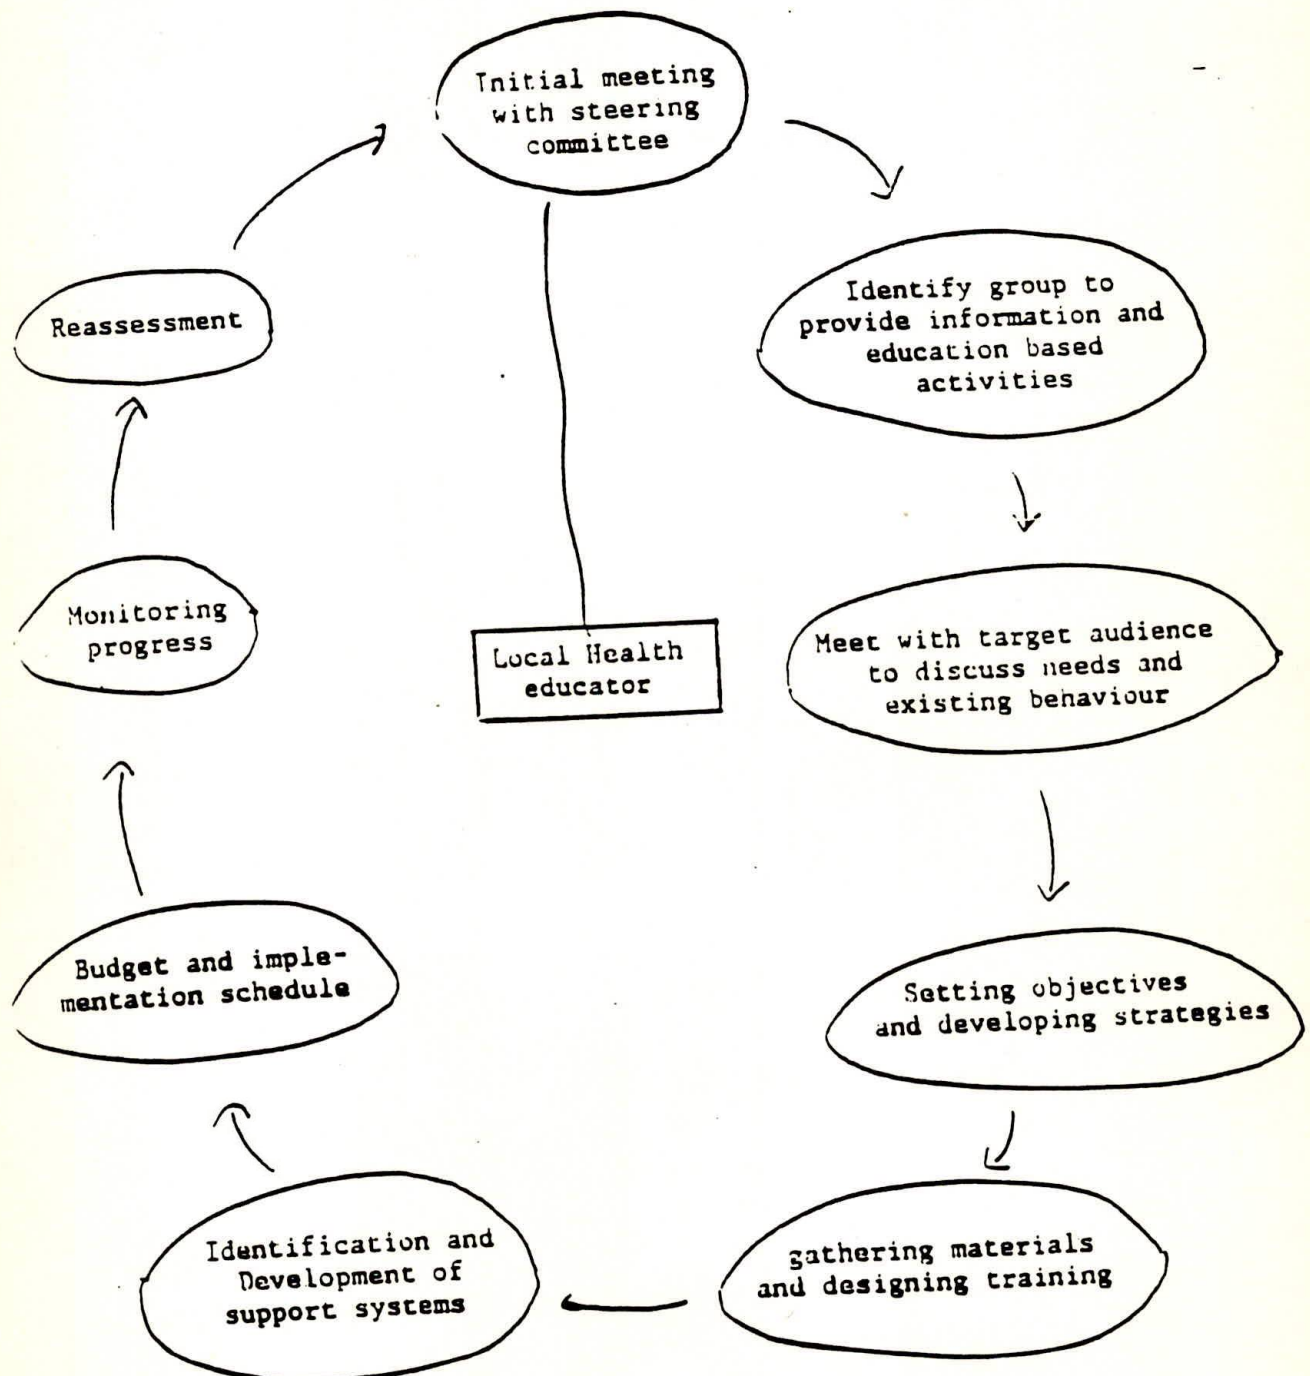 Initial meeting
with steering
committee
Identify group to
provide information and
education based
activities
Meet with target audience
to discuss needs and
existing behaviour
Setting objectives
and developing strategies
gathering materials
and designing training
Identification and
Development of
support systems
Budget and imple-
mentation schedule
Monitoring
progress
Reassessment
Local Health
educator